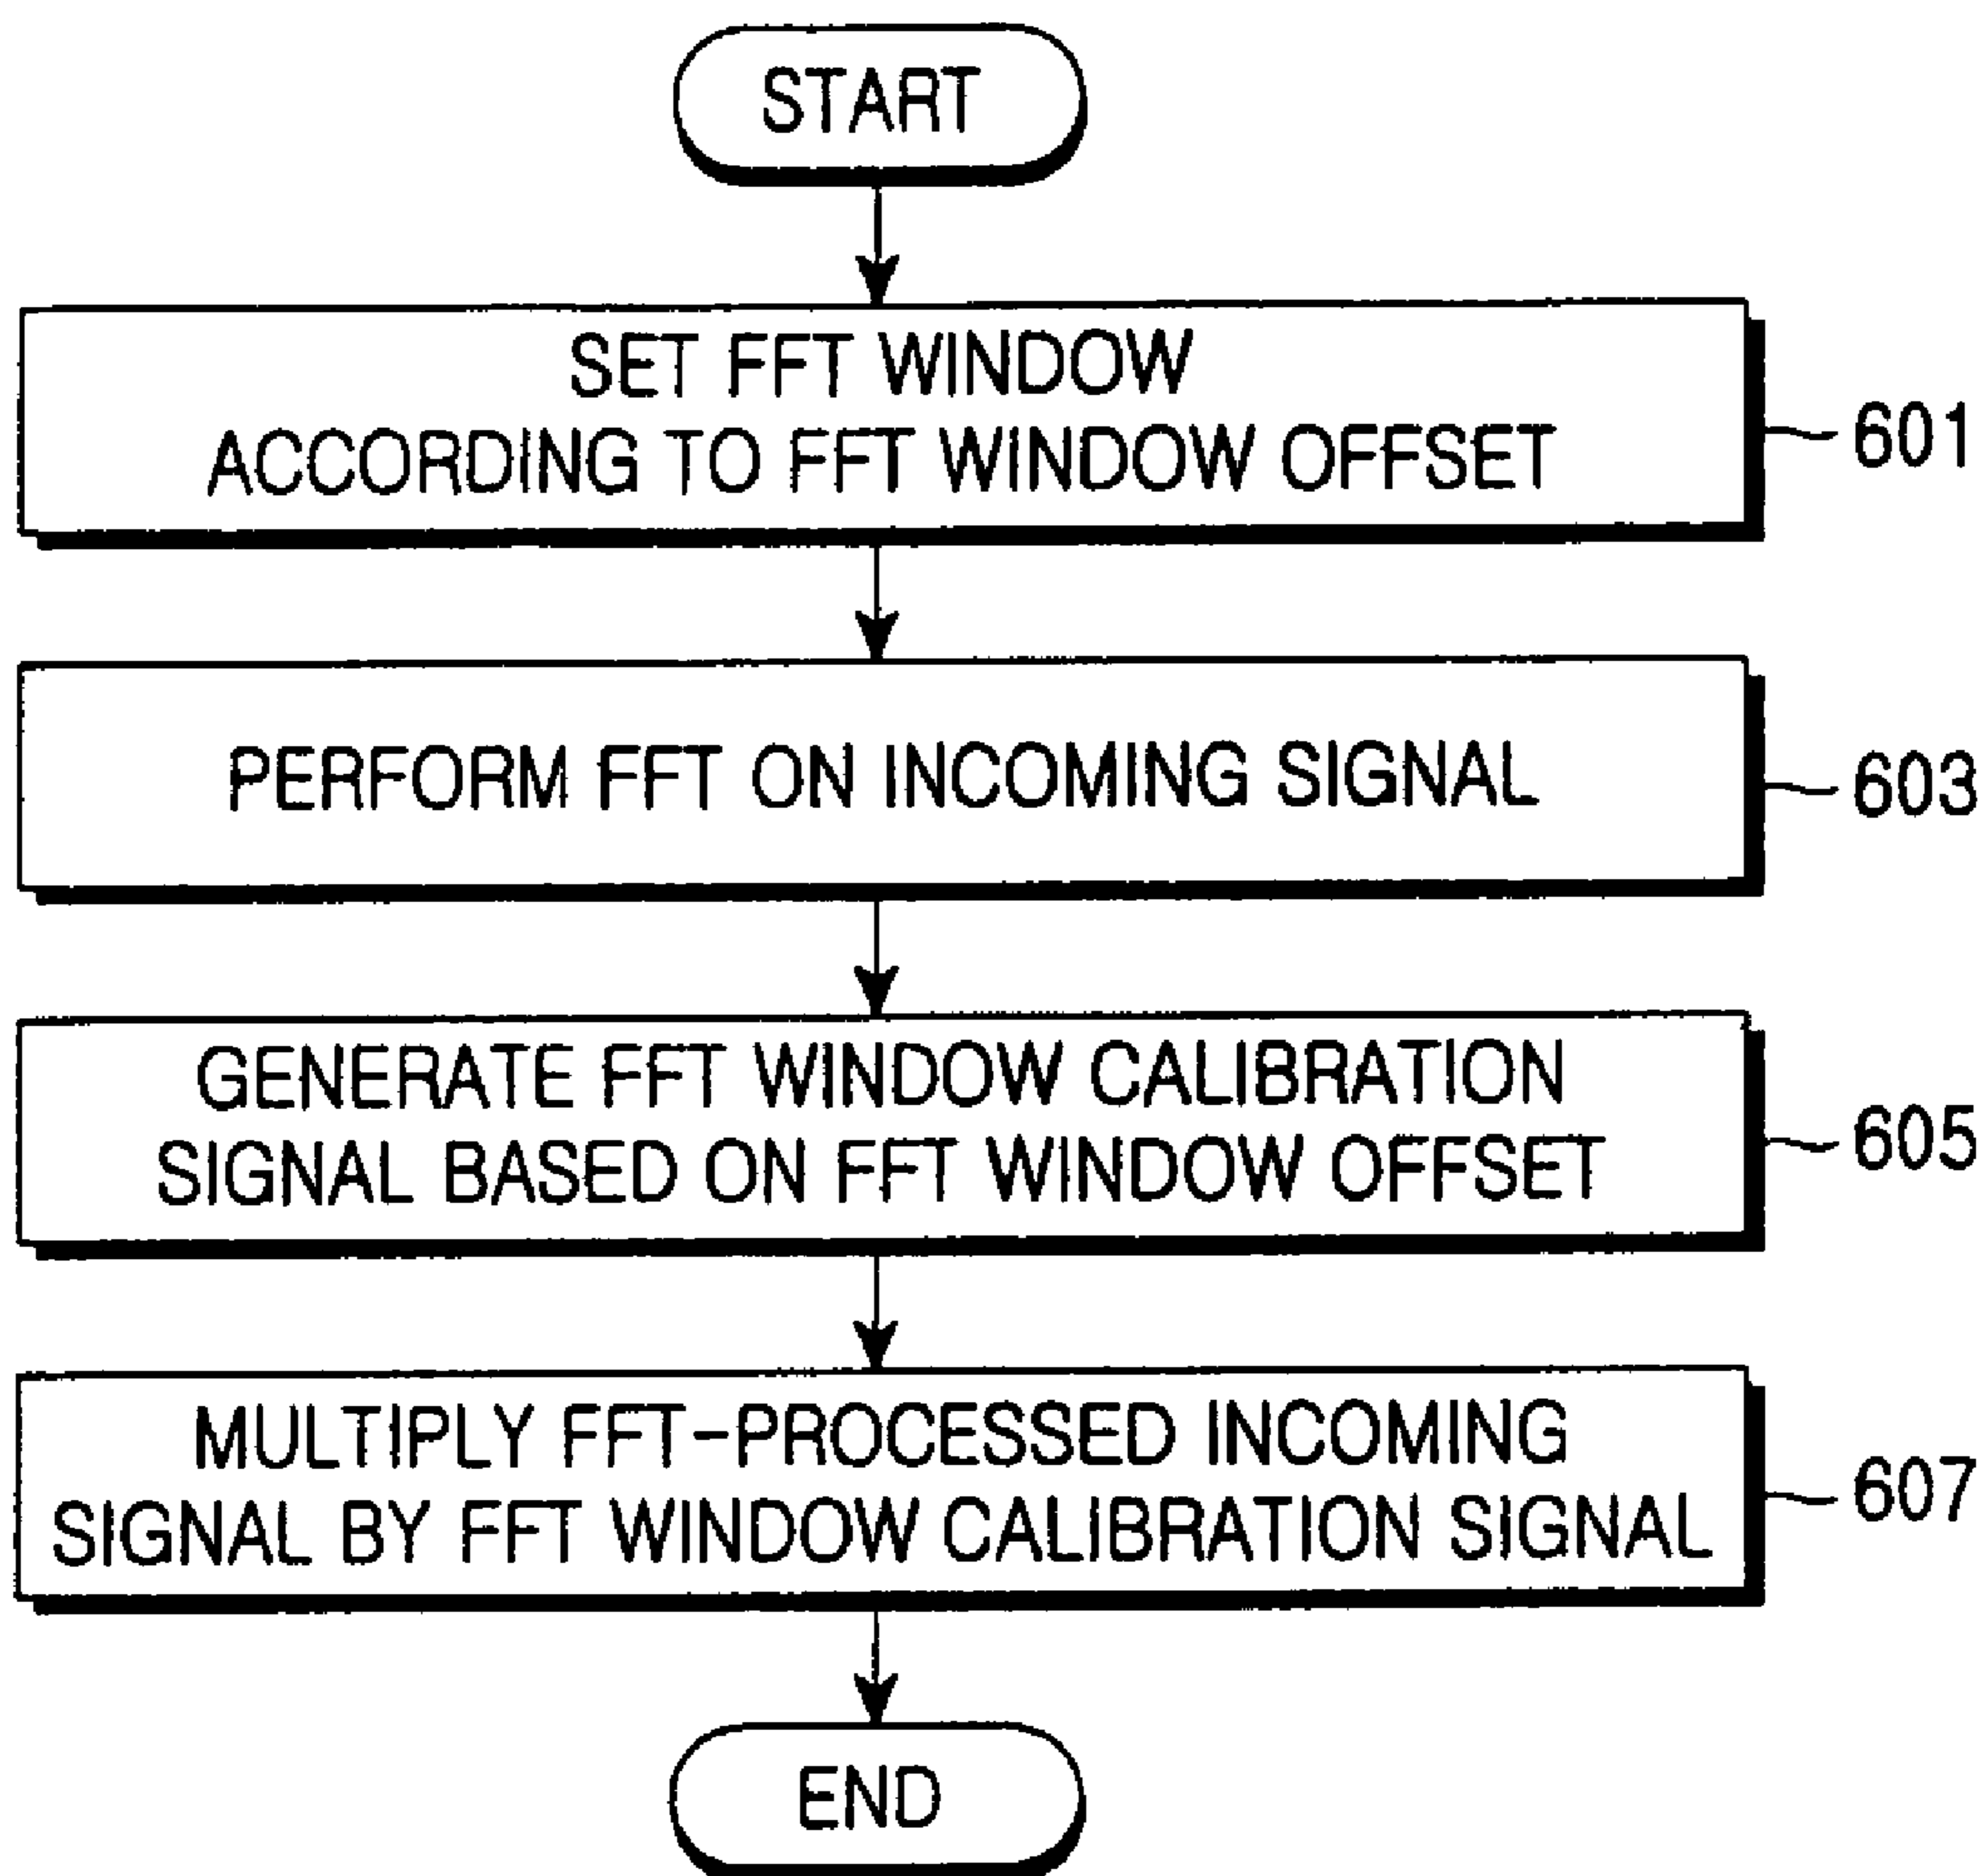 START
SET FFT WINDOW
ACCORDING TO FFT WINDOW OFFSET
601
PERFORM FFT ON INCOMING SIGNAL
603
GENERATE FFT WINDOW CALIBRATION
SIGNAL BASED ON FFT WINDOW OFFSET
605
MULTIPLY FFT-PROCESSED INCOMING
SIGNAL BY FFT WINDOW CALIBRATION SIGNAL
607
END